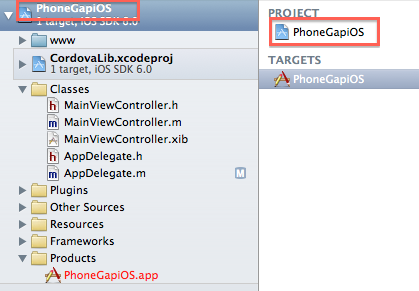 PhoneGapiOS
1 target, iOS SDK 6.0
www
CordovaLib.xcodeproj
1 target, iOS SDK 6.0
Classes
MainViewController.h
MainViewController.m
MainViewController.xib
AppDelegate.h
AppDelegate.m
M
Plugins
Other Sources
Resources
Frameworks
Products
PhoneGapiOS.app
PROJECT
PhoneGapiOS
TARGETS
PhoneGapiOS